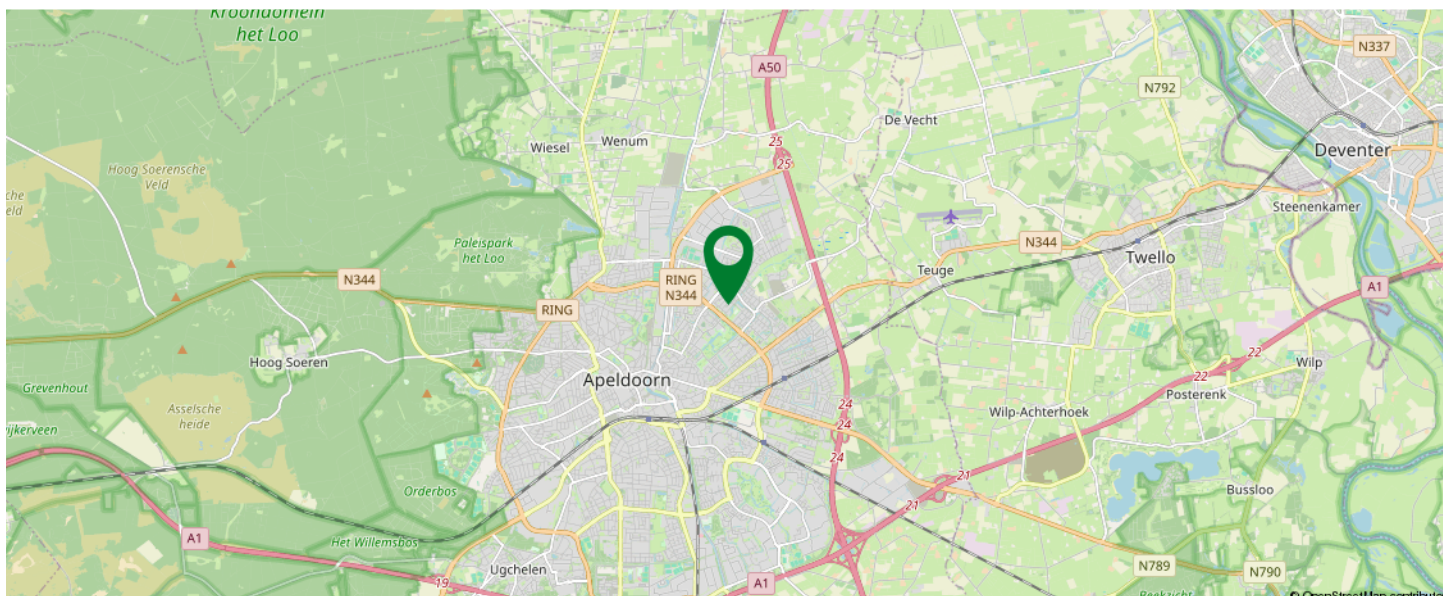 Kroondomein
het Loo
A50
N337
N792
De Vecht
25
25
Wiesel
Wenum
Deventer
Hoog Soerensche
Veld
Steenenkamer
Paleispark
het Loo
N344
Twello
Teuge
N344
RING
N344
A1
RING
Hoog Soeren
22
22
Wilp
Grevenhout
Apeldoorn
Posterenk
Asselsche
heide
24
24
Wilp-Achterhoek
24
21
21
Orderbos
Bussloo
A1
Het Willemsbos
Ugchelen
19
A1
N789
N790
© OpenStreetMap contribute